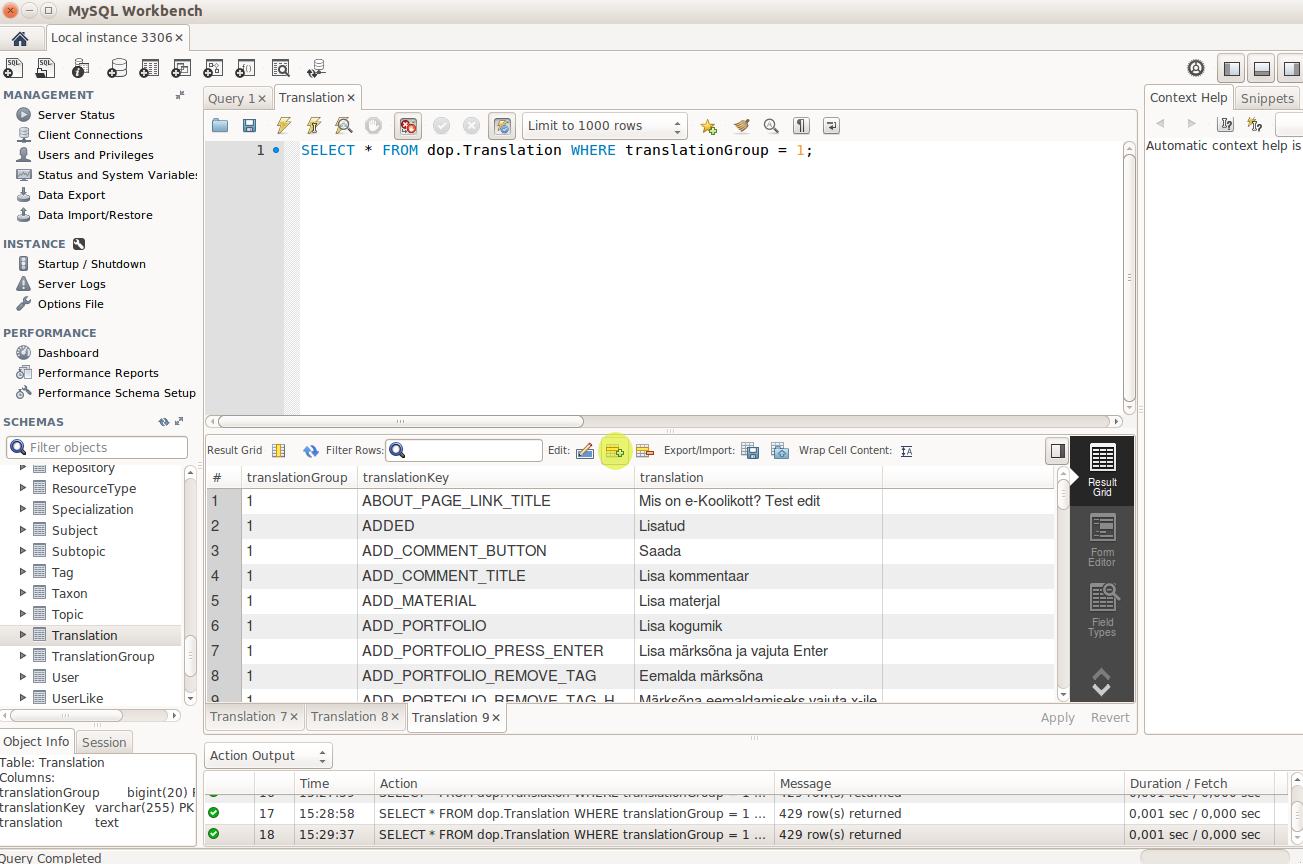 MySQL Workbench
Local instance 3306
MANAGEMENT
Server Status
Client Connections
Users and Privileges
Status and System Variables
Data Export
Data Import/Restore
INSTANCE
Startup / Shutdown
Server Logs
Options File
PERFORMANCE
Dashboard
Performance Reports
Performance Schema Setup
SCHEMAS
Filter objects
Repository
ResourceType
Specialization
Subject
Subtopic
Tag
Taxon
Topic
Translation
TranslationGroup
User
UserLike
Object Info Session
Table: Translation
Columns:
translationGroup bigint(20) P
translationKey varchar(255) PK
translation text
Query 1 Translation
Limit to 1000 rows
1 SELECT * FROM dop.Translation WHERE translationGroup = 1;
Context Help Snippets
Automatic context help is
Result Grid Filter Rows: Edit: Export/Import: Wrap Cell Content:
# translationGroup translationKey translation
1 1 ABOUT_PAGE_LINK_TITLE Mis on e-Koolikott? Test edit
2 1 ADDED Lisatud
3 1 ADD_COMMENT_BUTTON Saada
4 1 ADD_COMMENT_TITLE Lisa kommentaar
5 1 ADD_MATERIAL Lisa materjal
6 1 ADD_PORTFOLIO Lisa kogumik
7 1 ADD_PORTFOLIO_PRESS_ENTER Lisa märksõna ja vajuta Enter
8 1 ADD_PORTFOLIO_REMOVE_TAG Eemalda märksõna
9 1 ADD_PORTFOLIO_REMOVE_TAG_H Märksõna eemaldamiseks vajuta x-ile
Result
Grid
Form
Editor
Field
Types
Translation 7 Translation 8 Translation 9
Apply Revert
Action Output
Time Action Message Duration / Fetch
16 SELECT * FROM dop.Translation WHERE translationGroup = 1 ... 429 row(s) returned 0,001 sec / 0,000 sec
17 15:28:58 SELECT * FROM dop.Translation WHERE translationGroup = 1 ... 429 row(s) returned 0,001 sec / 0,000 sec
18 15:29:37 SELECT * FROM dop.Translation WHERE translationGroup = 1 ... 429 row(s) returned 0,001 sec / 0,000 sec
Query Completed